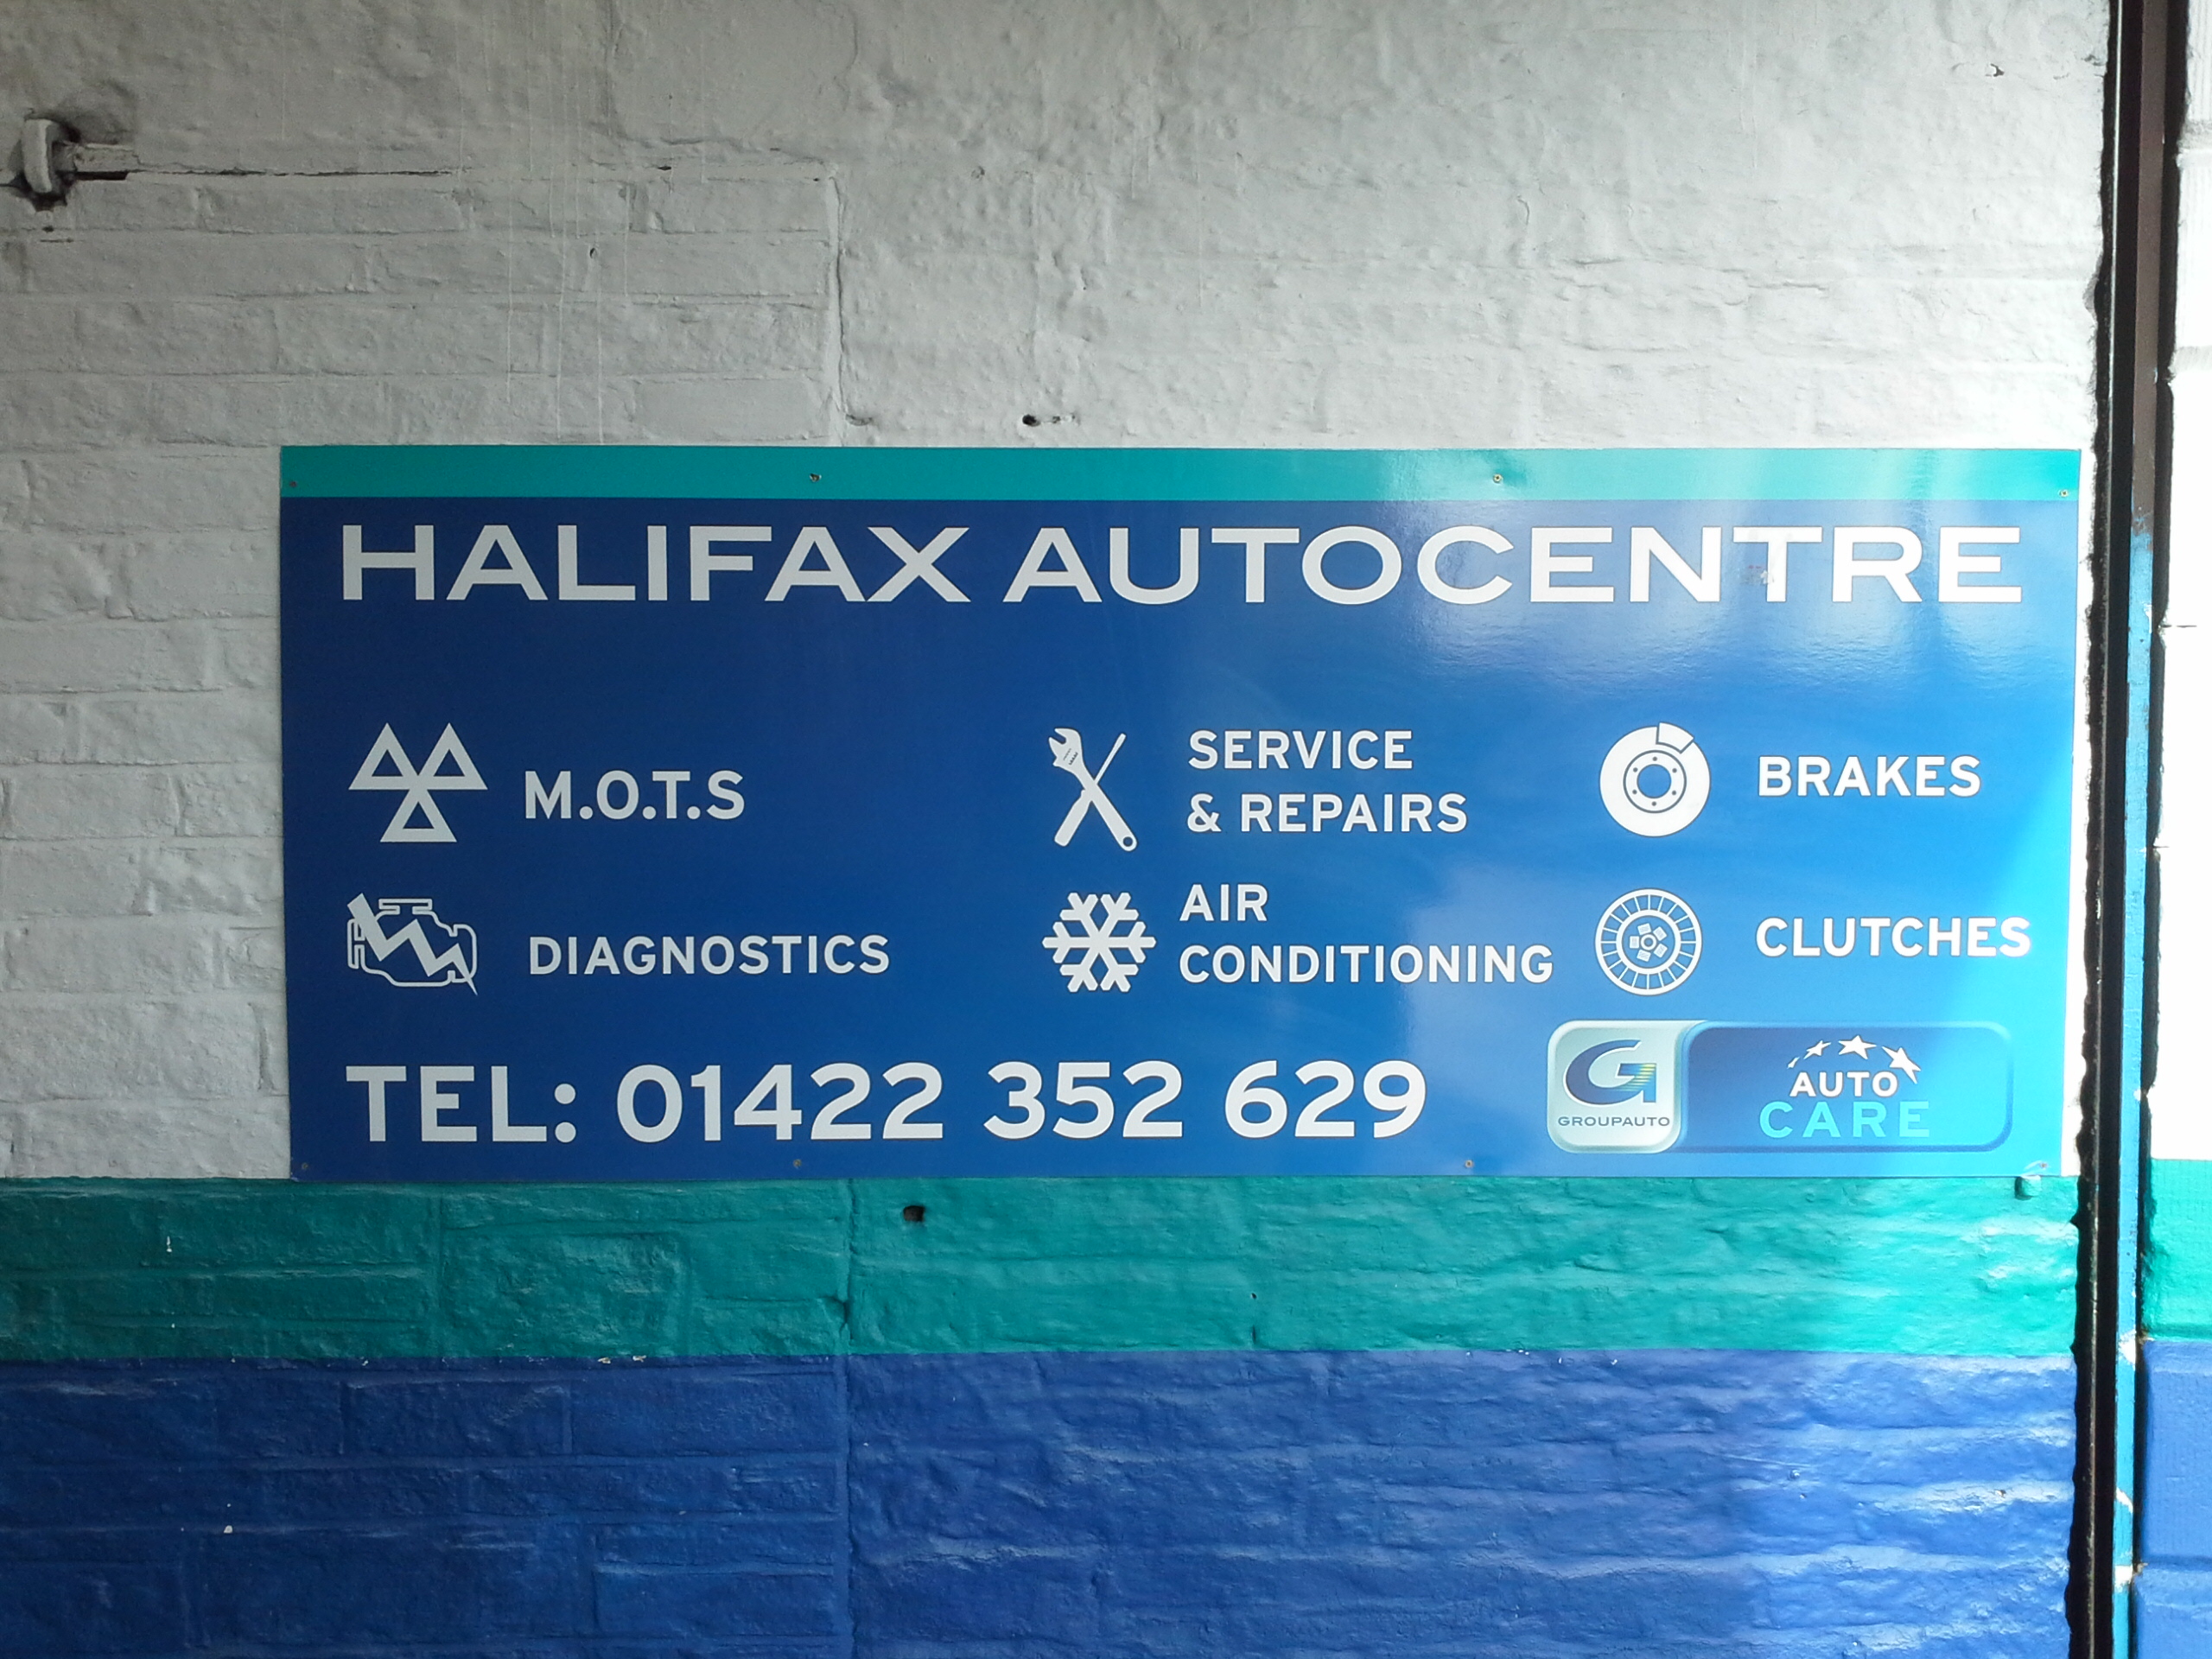 HALIFAX AUTOCENTRE
M.O.T.S
SERVICE
& REPAIRS
BRAKES
DIAGNOSTICS
AIR
CONDITIONING
CLUTCHES
TEL: 01422 352 629
G
GROUPAUTO
AUTO
CARE